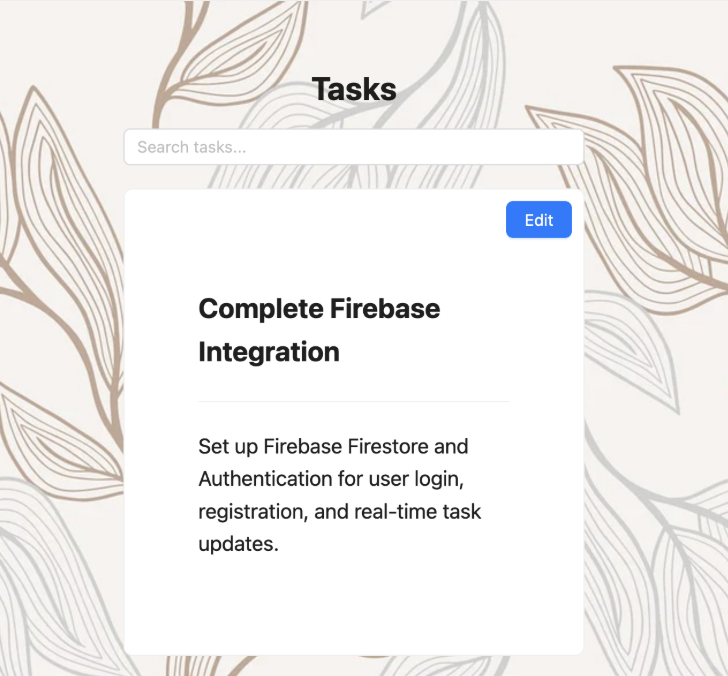 Tasks
Search tasks...
Edit
Complete Firebase
Integration
Set up Firebase Firestore and
Authentication for user login,
registration, and real-time task
updates.